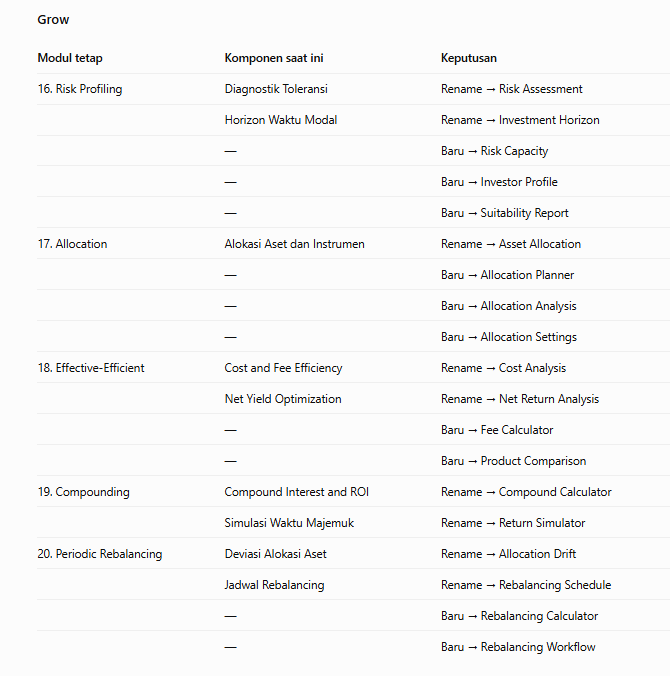 Grow
Modul tetap Komponen saat ini Keputusan
16. Risk Profiling Diagnostik Toleransi Rename → Risk Assessment
Horizon Waktu Modal Rename → Investment Horizon
— Baru → Risk Capacity
— Baru → Investor Profile
— Baru → Suitability Report
17. Allocation Alokasi Aset dan Instrumen Rename → Asset Allocation
— Baru → Allocation Planner
— Baru → Allocation Analysis
— Baru → Allocation Settings
18. Effective-Efficient Cost and Fee Efficiency Rename → Cost Analysis
Net Yield Optimization Rename → Net Return Analysis
— Baru → Fee Calculator
— Baru → Product Comparison
19. Compounding Compound Interest and ROI Rename → Compound Calculator
Simulasi Waktu Majemuk Rename → Return Simulator
20. Periodic Rebalancing Deviasi Alokasi Aset Rename → Allocation Drift
Jadwal Rebalancing Rename → Rebalancing Schedule
— Baru → Rebalancing Calculator
— Baru → Rebalancing Workflow